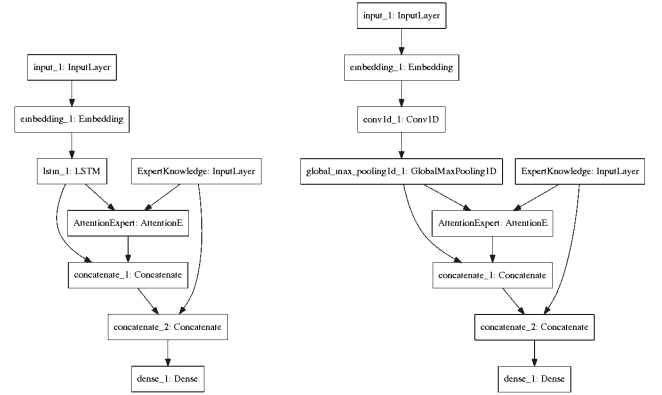 input_1: InputLayer
embedding_1: Embedding
lstm_1: LSTM
ExpertKnowledge: InputLayer
AttentionExpert: AttentionE
concatenate_1: Concatenate
concatenate_2: Concatenate
dense_1: Dense
input_1: InputLayer
embedding_1: Embedding
conv1d_1: Conv1D
global_max_pooling1d_1: GlobalMaxPooling1D
ExpertKnowledge: InputLayer
AttentionExpert: AttentionE
concatenate_1: Concatenate
concatenate_2: Concatenate
dense_1: Dense